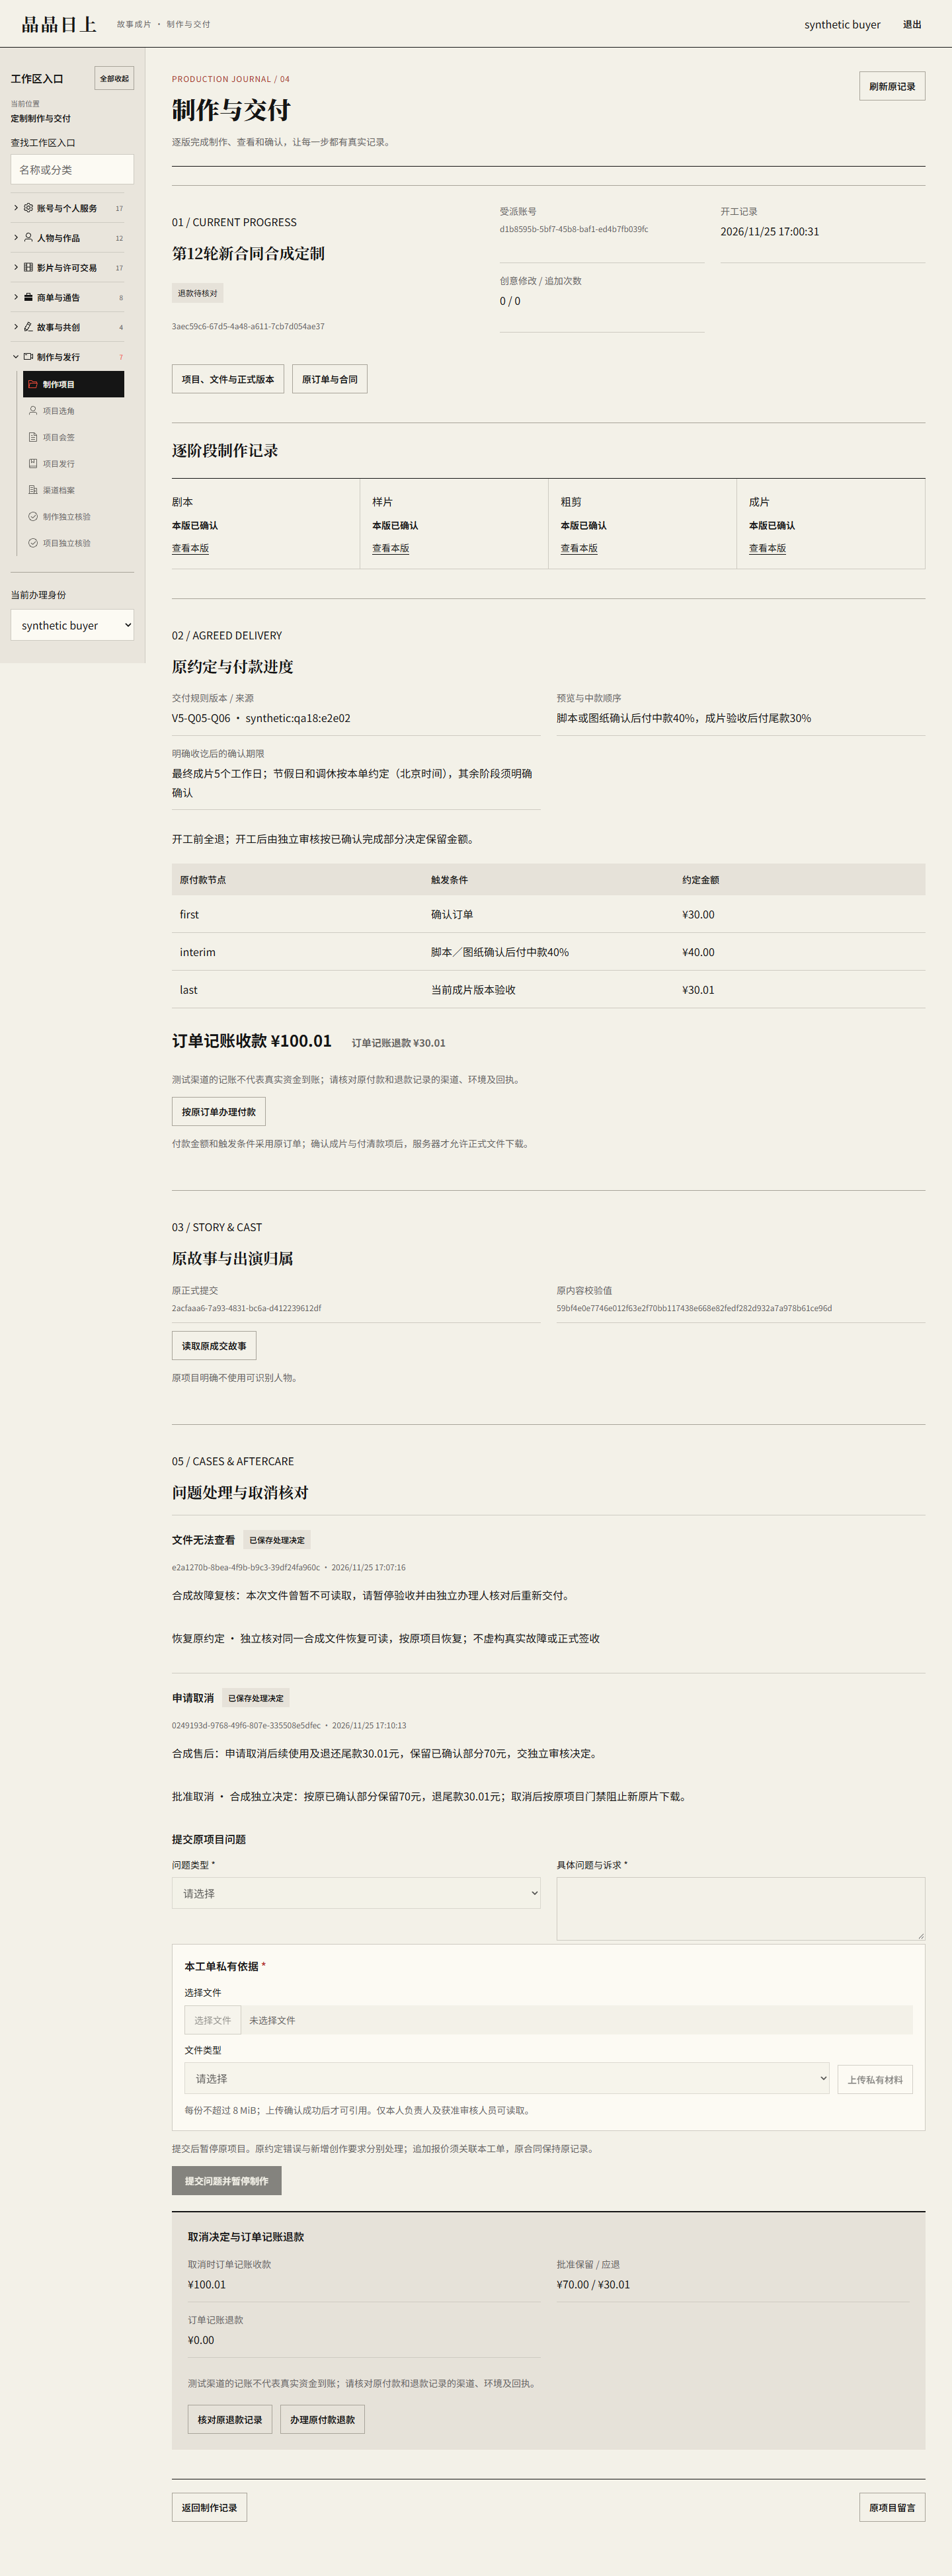 晶晶日上
故事成片 · 制作与交付
synthetic buyer
退出
工作区入口
全部收起
当前位置
定制制作与交付
查找工作区入口
名称或分类
账号与个人服务 17
人物与作品 12
影片与许可交易 17
商单与通告 8
故事与共创 4
制作与发行 7
制作项目
项目选角
项目会签
项目发行
渠道档案
制作独立核验
项目独立核验
当前办理身份
synthetic buyer
PRODUCTION JOURNAL / 04
制作与交付
逐版完成制作、查看和确认，让每一步都有真实记录。
刷新原记录
01 / CURRENT PROGRESS
第12轮新合同合成定制
退款待核对
3aec59c6-67d5-4a48-a611-7cb7d054ae37
受派账号
d1b8595b-5bf7-45b8-baf1-ed4b7fb039fc
开工记录
2026/11/25 17:00:31
创意修改 / 追加次数
0 / 0
项目、文件与正式版本
原订单与合同
逐阶段制作记录
剧本
本版已确认
查看本版
样片
本版已确认
查看本版
粗剪
本版已确认
查看本版
成片
本版已确认
查看本版
02 / AGREED DELIVERY
原约定与付款进度
交付规则版本 / 来源
V5-Q05-Q06 · synthetic:qa18:e2e02
预览与中款顺序
脚本或图纸确认后付中款40%，成片验收后付尾款30%
明确收讫后的确认期限
最终成片5个工作日；节假日和调休按本单约定（北京时间），其余阶段须明确
确认
开工前全退；开工后由独立审核按已确认完成部分决定保留金额。
原付款节点 触发条件 约定金额
first 确认订单 ¥30.00
interim 脚本／图纸确认后付中款40% ¥40.00
last 当前成片版本验收 ¥30.01
订单记账收款 ¥100.01 订单记账退款 ¥30.01
测试渠道的记账不代表真实资金到账；请核对原付款和退款记录的渠道、环境及回执。
按原订单办理付款
付款金额和触发条件采用原订单；确认成片与付清款项后，服务器才允许正式文件下载。
03 / STORY & CAST
原故事与出演归属
原正式提交
2acfaaa6-7a93-4831-bc6a-d412239612df
原内容校验值
59bf4e0e7746e012f63e2f70bb117438e668e82fedf282d932a7a978b61ce96d
读取原成交故事
原项目明确不使用可识别人物。
05 / CASES & AFTERCARE
问题处理与取消核对
文件无法查看 已保存处理决定
e2a1270b-8bea-4f9b-b9c3-39df24fa960c · 2026/11/25 17:07:16
合成故障复核：本次文件曾暂不可读取，请暂停验收并由独立办理人核对后重新交付。
恢复原约定 · 独立核对同一合成文件恢复可读，按原项目恢复；不虚构真实故障或正式签收
申请取消 已保存处理决定
0249193d-9768-49f6-807e-335508e5dfec · 2026/11/25 17:10:13
合成售后：申请取消后续使用及退还尾款30.01元，保留已确认部分70元，交独立审核决定。
批准取消 · 合成独立决定：按原已确认部分保留70元，退尾款30.01元；取消后按原项目门禁阻止新原片下载。
提交原项目问题
问题类型 *
请选择
具体问题与诉求 *
本工单私有依据 *
选择文件
选择文件 未选择文件
文件类型
请选择
上传私有材料
每份不超过 8 MiB；上传确认成功后才可引用。仅本人负责人及获准审核人员可读取。
提交后暂停原项目。原约定错误与新增创作要求分别处理；追加报价须关联本工单，原合同保持原记录。
提交问题并暂停制作
取消决定与订单记账退款
取消时订单记账收款
¥100.01
批准保留 / 应退
¥70.00 / ¥30.01
订单记账退款
¥0.00
测试渠道的记账不代表真实资金到账；请核对原付款和退款记录的渠道、环境及回执。
核对原退款记录
办理原付款退款
返回制作记录
原项目留言